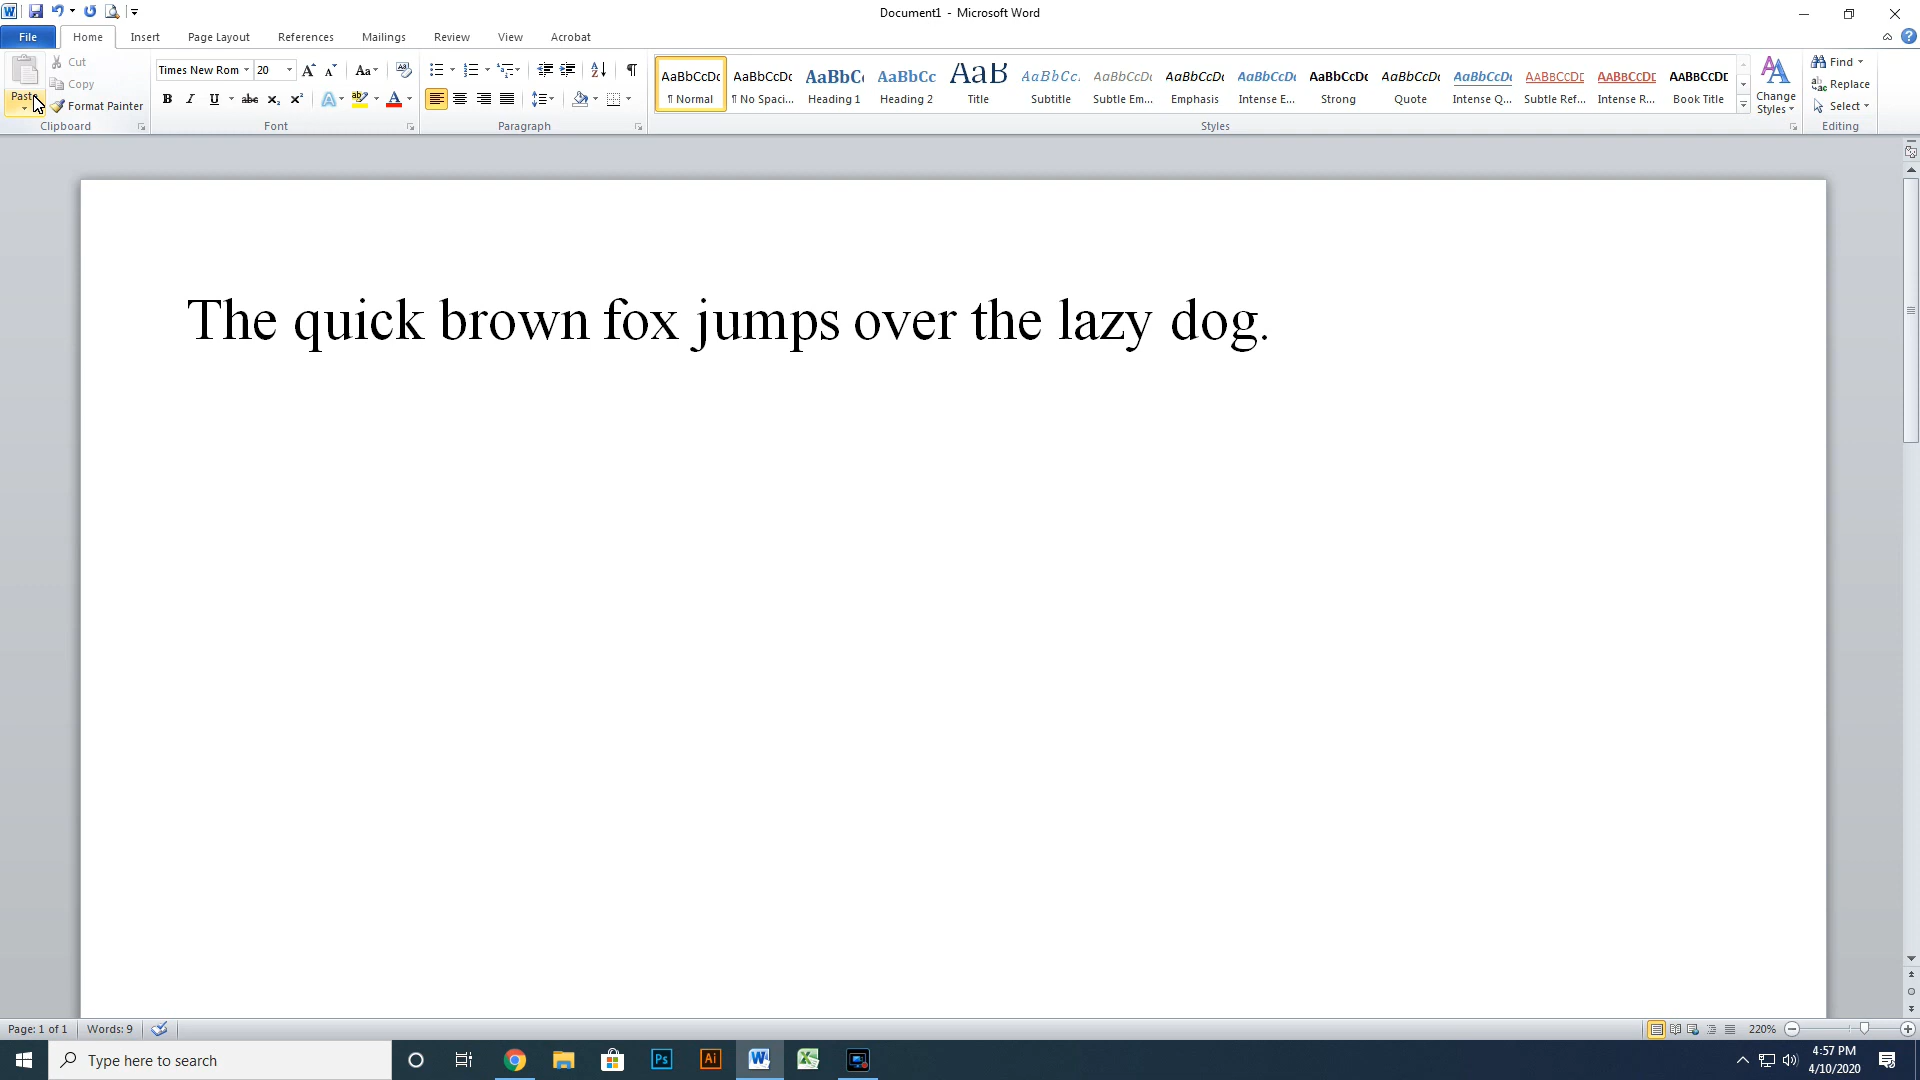 Document1 - Microsoft Word
File Home Insert Page Layout References Mailings Review View Acrobat
Paste
Cut
Copy
Format Painter
Clipboard
Times New Rom 20
Font
Paragraph
AaBbCcDc AaBbCcDc AaBbC AaBbCc AaB AaBbCc. AaBbCcDc AaBbCcDc AaBbCcDc AaBbCcDc AaBbCcDc AaBbCcDc AABBCCDE AABBCCDE AABBCCDE
¶ Normal ¶ No Spaci... Heading 1 Heading 2 Title Subtitle Subtle Em... Emphasis Intense E... Strong Quote Intense Q... Subtle Ref... Intense R... Book Title
Styles
Change
Styles
Find
Replace
Select
Editing
The quick brown fox jumps over the lazy dog.
Page: 1 of 1 Words: 9 220%
Type here to search
Ps Ai
4:57 PM
4/10/2020